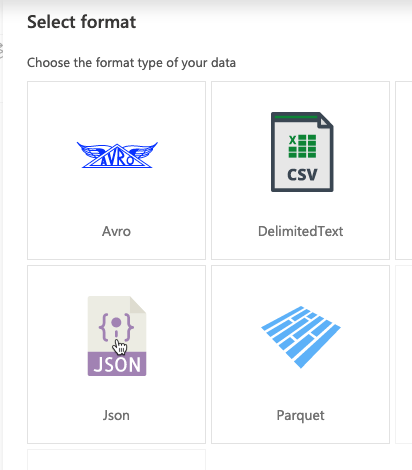 Select format
Choose the format type of your data
AVRO
X
CSV
Avro
DelimitedText
JSON
Json
Parquet